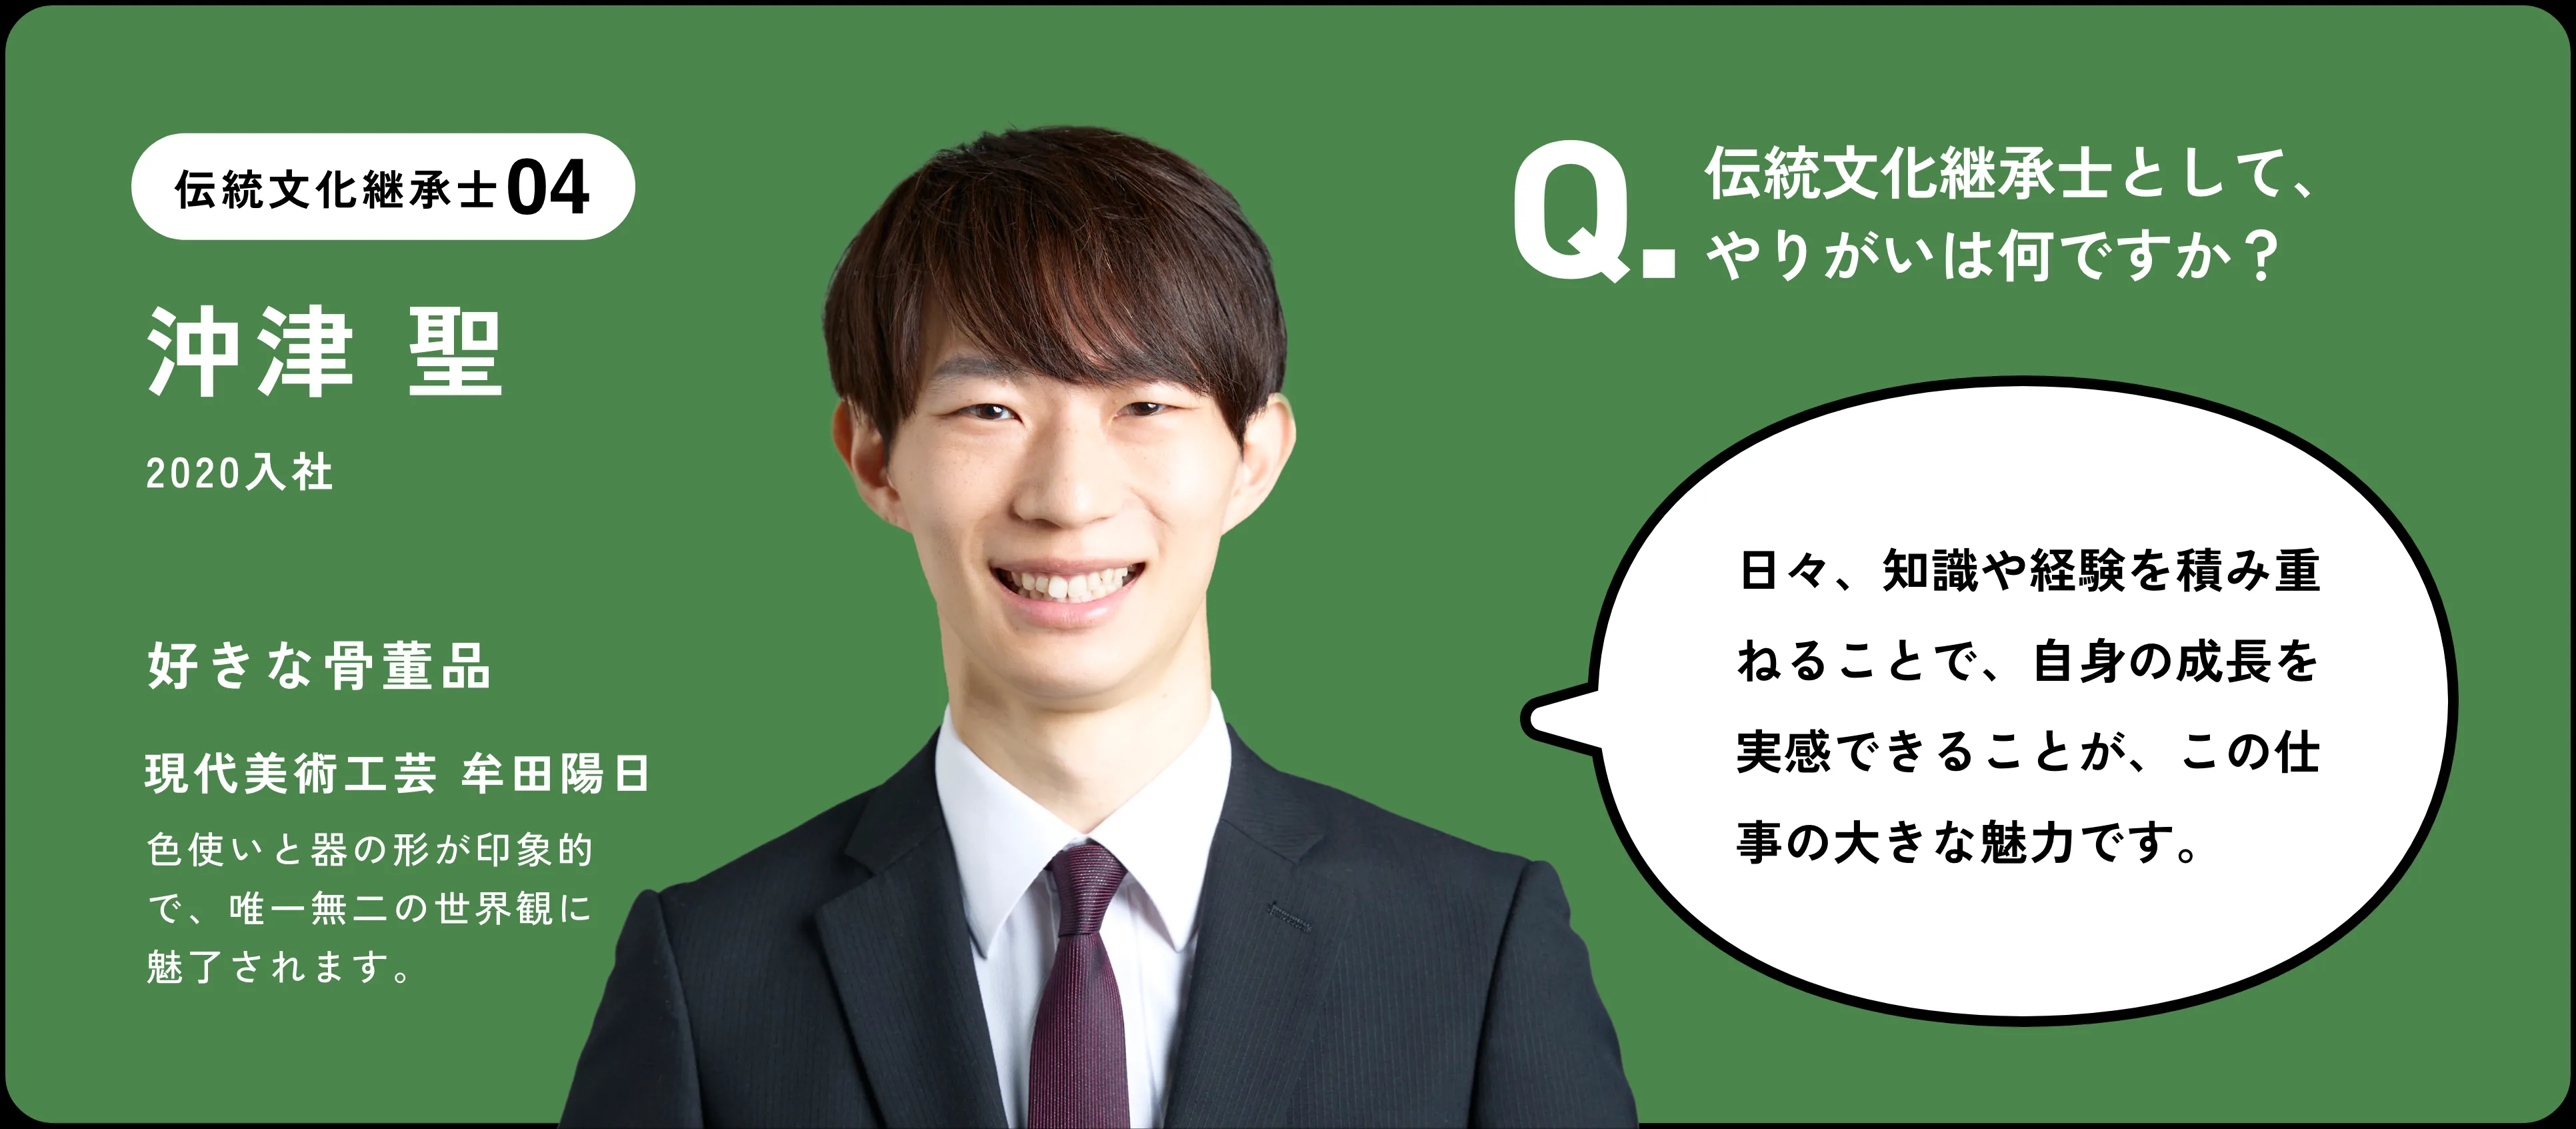 伝統文化継承士04
沖津 聖
2020入社
好きな骨董品
現代美術工芸 牟田陽日
色使いと器の形が印象的
で、唯一無二の世界観に
魅了されます。
Q.
伝統文化継承士として、
やりがいは何ですか？
日々、知識や経験を積み重
ねることで、自身の成長を
実感できることが、この仕
事の大きな魅力です。